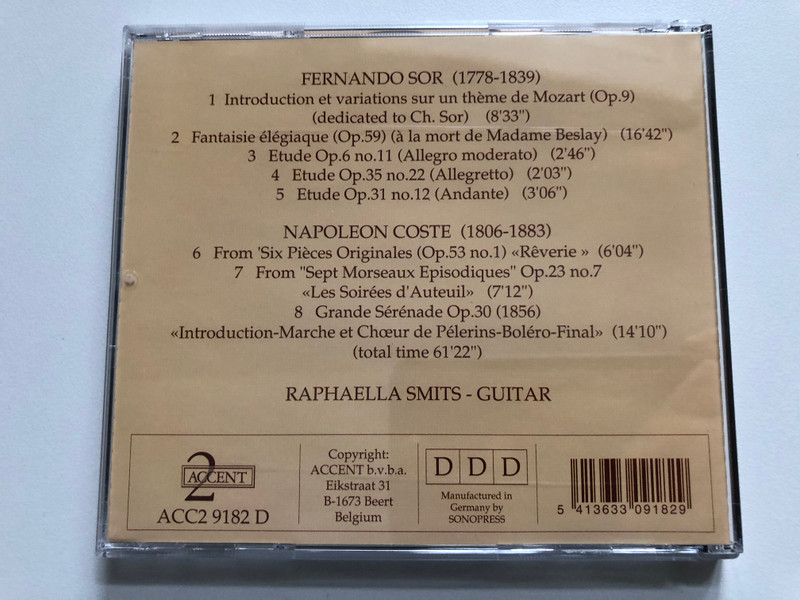 FERNANDO SOR (1778-1839)
1 Introduction et variations sur un thème de Mozart (Op.9)
(dedicated to Ch. Sor) (8'33")
2 Fantaisie élégiaque (Op.59) (à la mort de Madame Beslay) (16'42")
3 Etude Op.6 no.11 (Allegro moderato) (2'46")
4 Etude Op.35 no.22 (Allegretto) (2'03")
5 Etude Op.31 no.12 (Andante) (3'06")
NAPOLEON COSTE (1806-1883)
6 From 'Six Pièces Originales (Op.53 no.1) «Rêverie » (6'04")
7 From "Sept Morseaux Episodiques" Op.23 no.7
«Les Soirées d'Auteuil» (7'12")
8 Grande Sérénade Op.30 (1856)
«Introduction-Marche et Chœur de Pélerins-Boléro-Final» (14'10")
(total time 61'22")
RAPHAELLA SMITS - GUITAR
2
ACCENT
ACC2 9182 D
Copyright:
ACCENT b.v.b.a.
Eikstraat 31
B-1673 Beert
Belgium
D D D
Manufactured in
Germany by
SONOPRESS
5 413633 091829